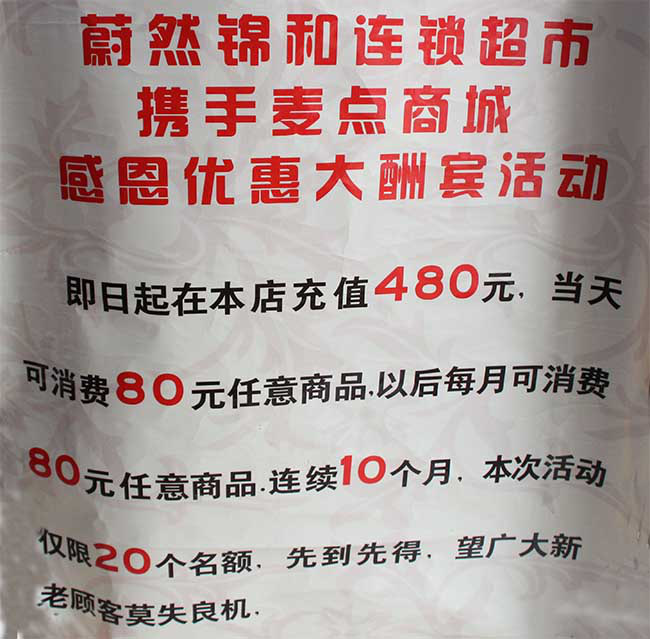 蔚然锦和连锁超市
携手麦点商城
感恩优惠大酬宾活动
即日起在本店充值480元，当天
可消费80元任意商品，以后每月可消费
80元任意商品．连续10个月，本次活动
仅限20个名额，先到先得，望广大新
老顾客莫失良机．